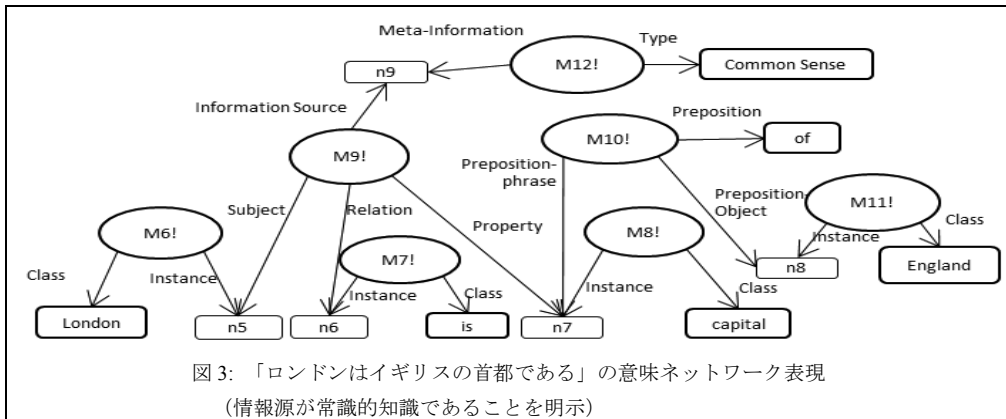 Meta-Information
M12!
Type
Common Sense
n9
Information Source
Preposition
M10!
of
M9!
Preposition-
phrase
Preposition-
Object
M11!
Subject
Relation
Property
M8!
Class
M6!
M7!
Instance
n8
England
Class
Instance
Instance
Class
Instance
Class
London
n5
n6
is
n7
capital
図 3: 「ロンドンはイギリスの首都である」の意味ネットワーク表現
(情報源が常識的知識であることを明示)